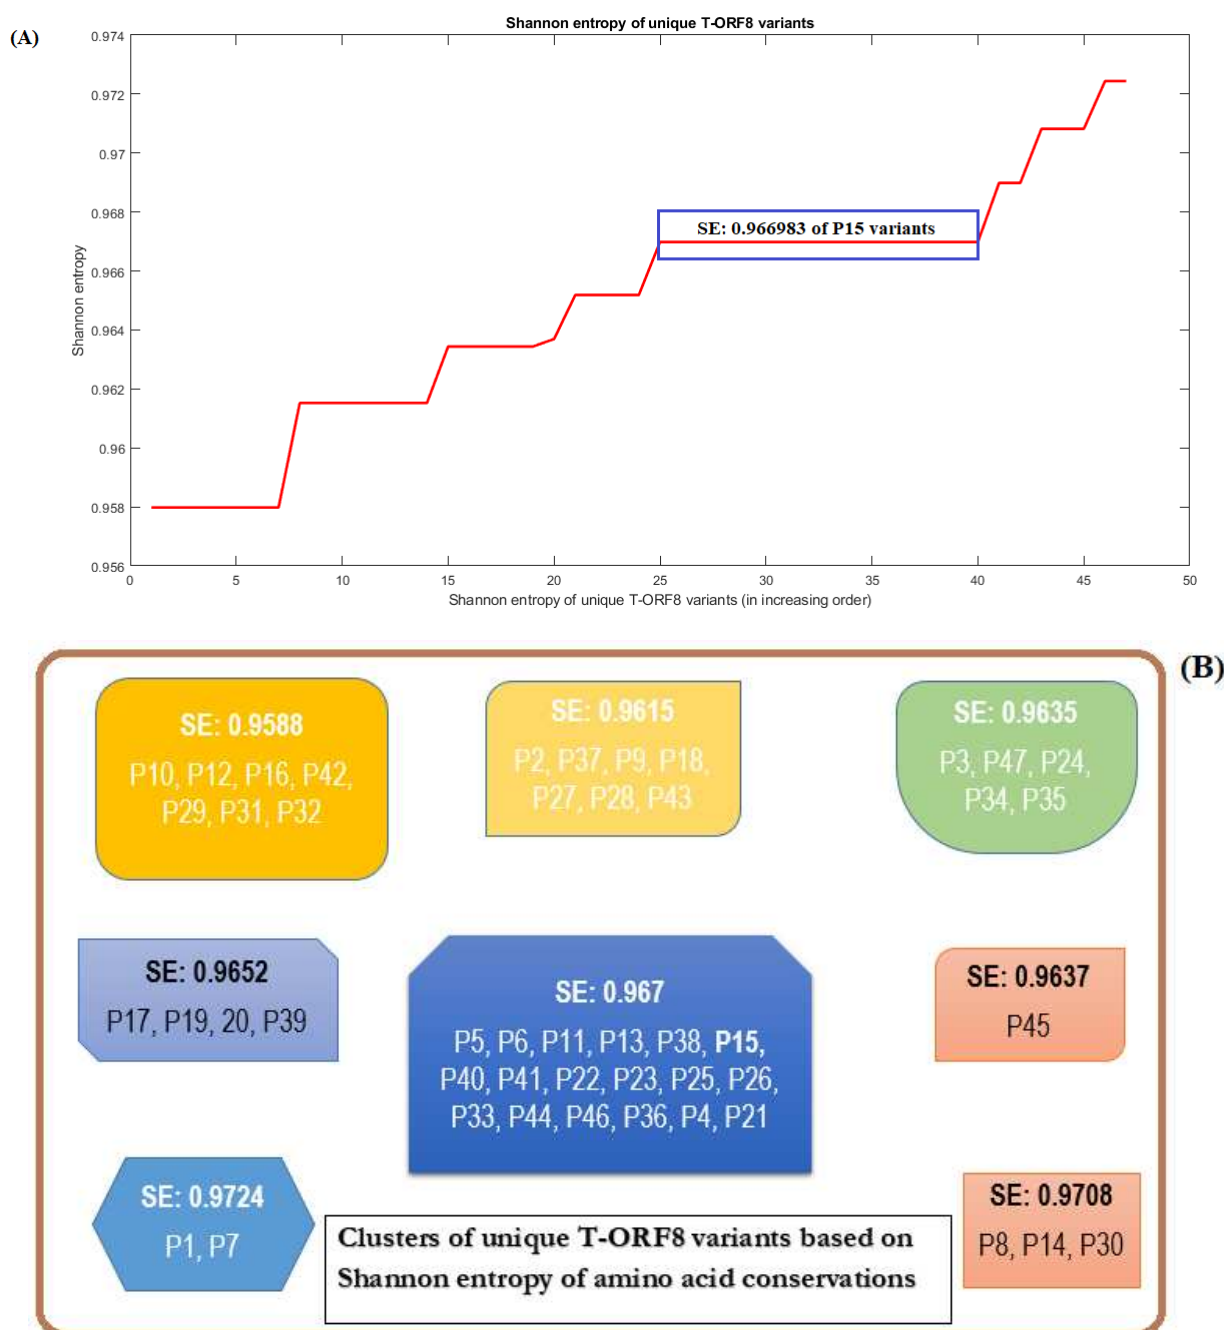 (A)
Shannon entropy of unique T-ORF8 variants
0.974
0.972
0.97
0.968
0.966
0.964
0.962
0.96
0.958
0.956
Shannon entropy
SE: 0.966983 of P15 variants
0 5 10 15 20 25 30 35 40 45 50
Shannon entropy of unique T-ORF8 variants (in increasing order)
(B)
SE: 0.9588
P10, P12, P16, P42,
P29, P31, P32
SE: 0.9615
P2, P37, P9, P18,
P27, P28, P43
SE: 0.9635
P3, P47, P24,
P34, P35
SE: 0.9652
P17, P19, 20, P39
SE: 0.967
P5, P6, P11, P13, P38, P15,
P40, P41, P22, P23, P25, P26,
P33, P44, P46, P36, P4, P21
SE: 0.9637
P45
SE: 0.9724
P1, P7
Clusters of unique T-ORF8 variants based on
Shannon entropy of amino acid conservations
SE: 0.9708
P8, P14, P30